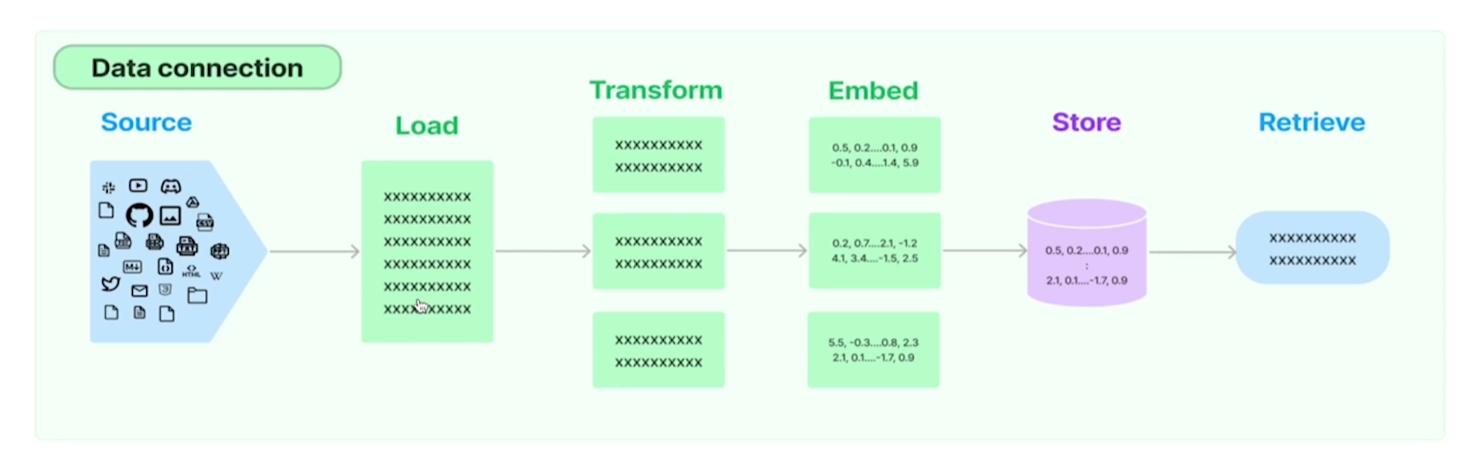 Data connection
Source
Load
Transform
Embed
Store
Retrieve
CSV
TXT
M↓
HTML
W
XXXXXXXXXX
XXXXXXXXXX
XXXXXXXXXX
XXXXXXXXXX
XXXXXXXXXX
XXXXXXXXXX
XXXXXXXXXX
XXXXXXXXXX
XXXXXXXXXX
XXXXXXXXXX
XXXXXXXXXX
XXXXXXXXXX
0.5, 0.2....0.1, 0.9
-0.1, 0.4....1.4, 5.9
0.2, 0.7....2.1, -1.2
4.1, 3.4....-1.5, 2.5
5.5, -0.3....0.8, 2.3
2.1, 0.1....-1.7, 0.9
0.5, 0.2....0.1, 0.9
:
2.1, 0.1....-1.7, 0.9
XXXXXXXXXX
XXXXXXXXXX